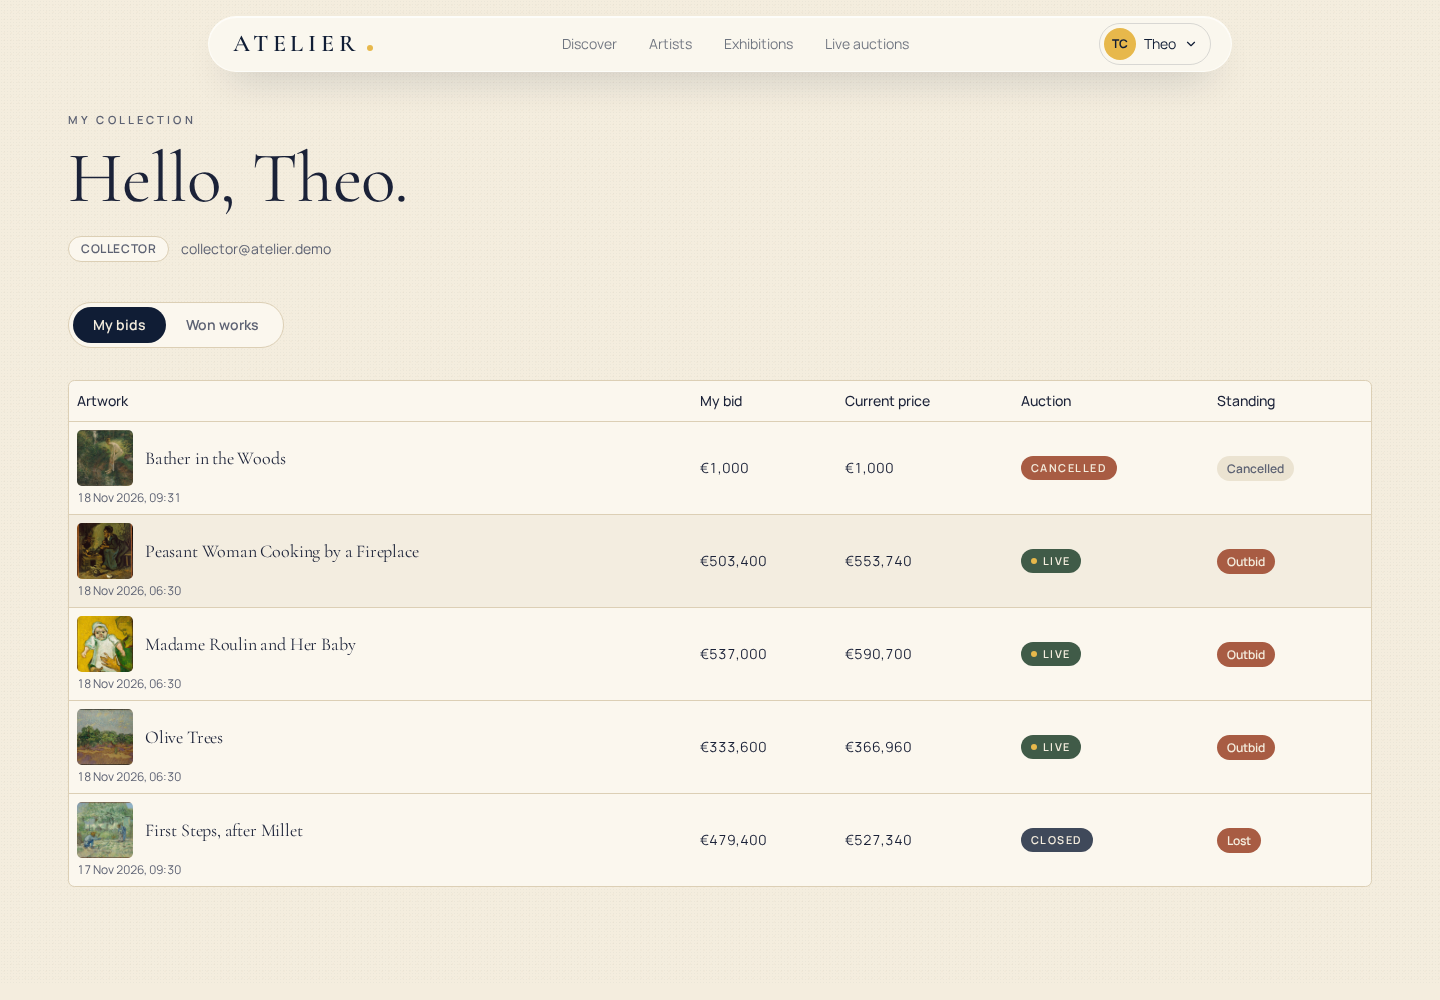 ATELIER
Discover Artists Exhibitions Live auctions
TC Theo
MY COLLECTION
Hello, Theo.
COLLECTOR collector@atelier.demo
My bids Won works
Artwork My bid Current price Auction Standing
Bather in the Woods €1,000 €1,000 CANCELLED Cancelled
18 Nov 2026, 09:31
Peasant Woman Cooking by a Fireplace €503,400 €553,740 LIVE Outbid
18 Nov 2026, 06:30
Madame Roulin and Her Baby €537,000 €590,700 LIVE Outbid
18 Nov 2026, 06:30
Olive Trees €333,600 €366,960 LIVE Outbid
18 Nov 2026, 06:30
First Steps, after Millet €479,400 €527,340 CLOSED Lost
17 Nov 2026, 09:30